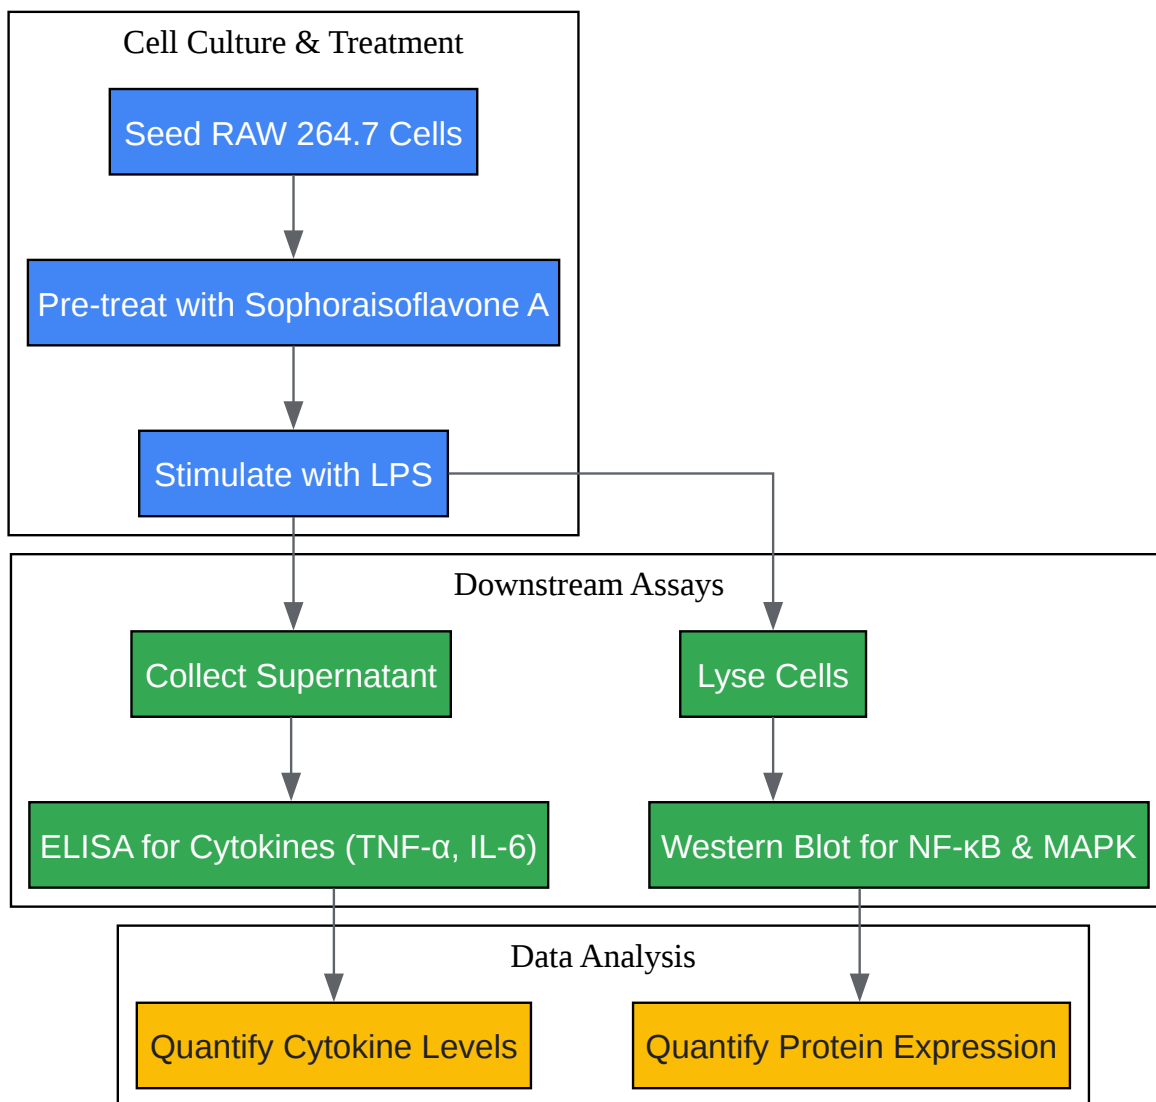 Cell Culture & Treatment
Seed RAW 264.7 Cells
Pre-treat with Sophoraisoflavone A
Stimulate with LPS
Downstream Assays
Collect Supernatant
Lyse Cells
ELISA for Cytokines (TNF-α, IL-6)
Western Blot for NF-κB & MAPK
Data Analysis
Quantify Cytokine Levels
Quantify Protein Expression